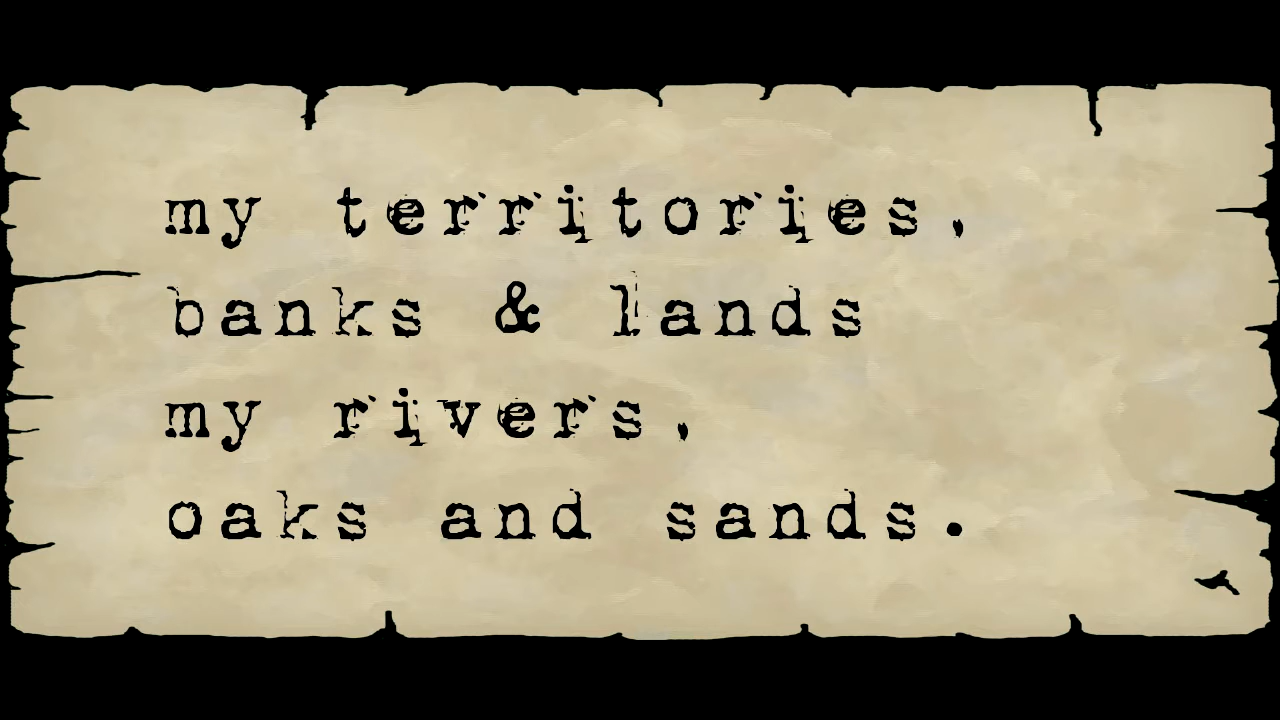 my territories,
banks & lands
my rivers,
oaks and sands.